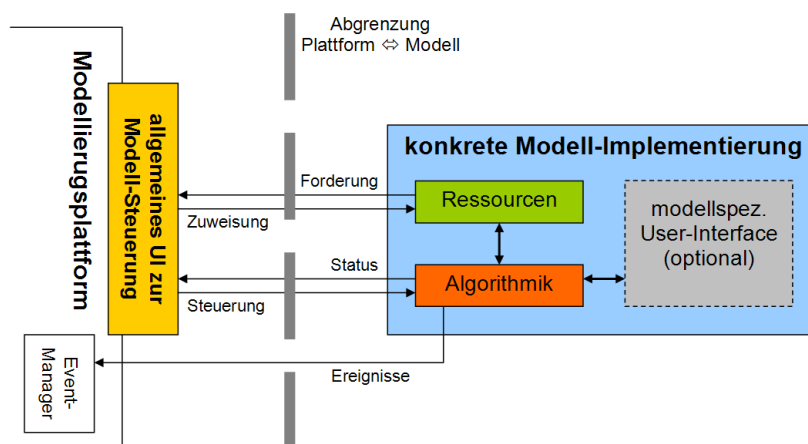 Abgrenzung
Plattform ⇔ Modell
Modellierugsplattform
allgemeines UI zur
Modell-Steuerung
konkrete Modell-Implementierung
Forderung
Ressourcen
Zuweisung
modellspez.
User-Interface
(optional)
Status
Algorithmik
Steuerung
Event-
Manager
Ereignisse